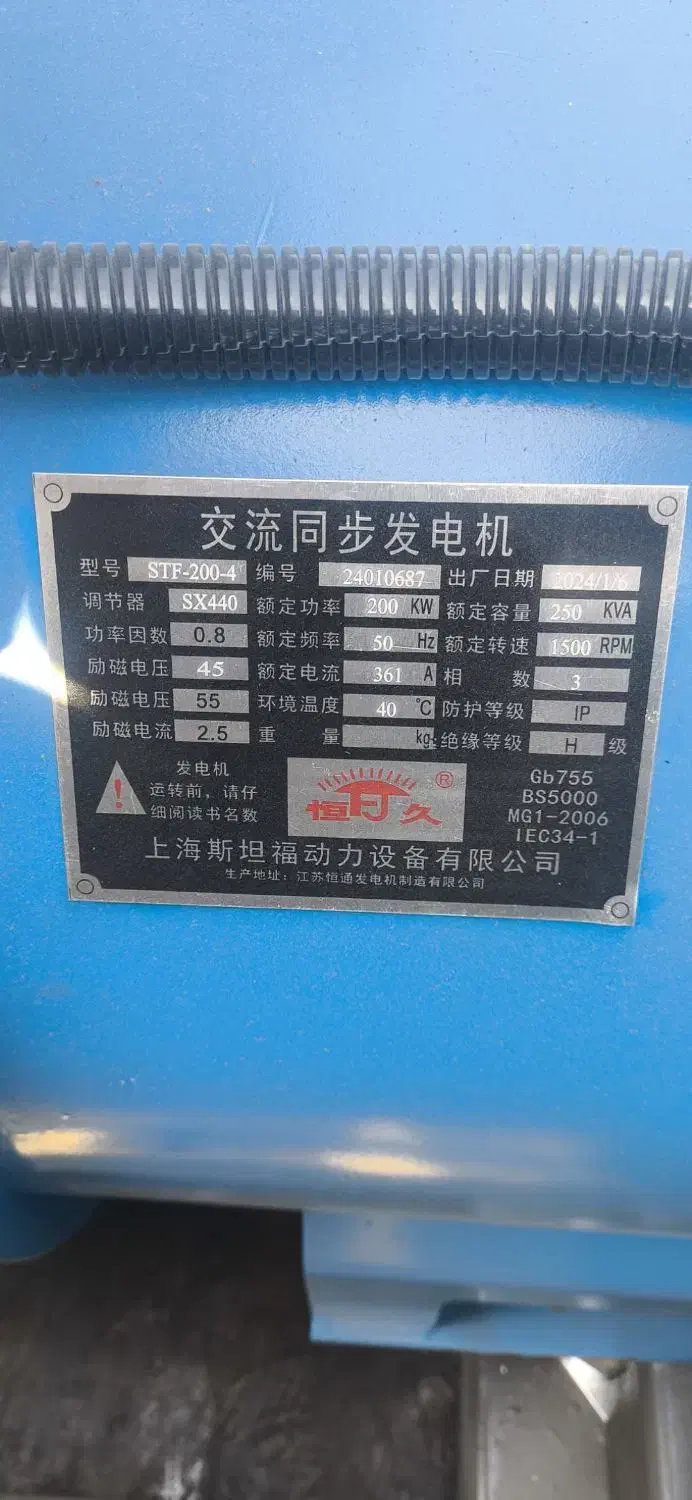 交流同步发电机
型号 STF-200-4 编号 24010687 出厂日期 2024/1/6
调节器 SX440 额定功率 200 KW 额定容量 250 KVA
功率因数 0.8 额定频率 50 Hz 额定转速 1500 RPM
励磁电压 45 额定电流 361 A 相数 3
励磁电压 55 环境温度 40 ℃ 防护等级 IP
励磁电流 2.5 重量 kg 绝缘等级 H 级
! 发电机
运转前，请仔
细阅读书名数
恒久 ®
Gb755
BS5000
MG1-2006
IEC34-1
上海斯坦福动力设备有限公司
生产地址：江苏恒通发电机制造有限公司